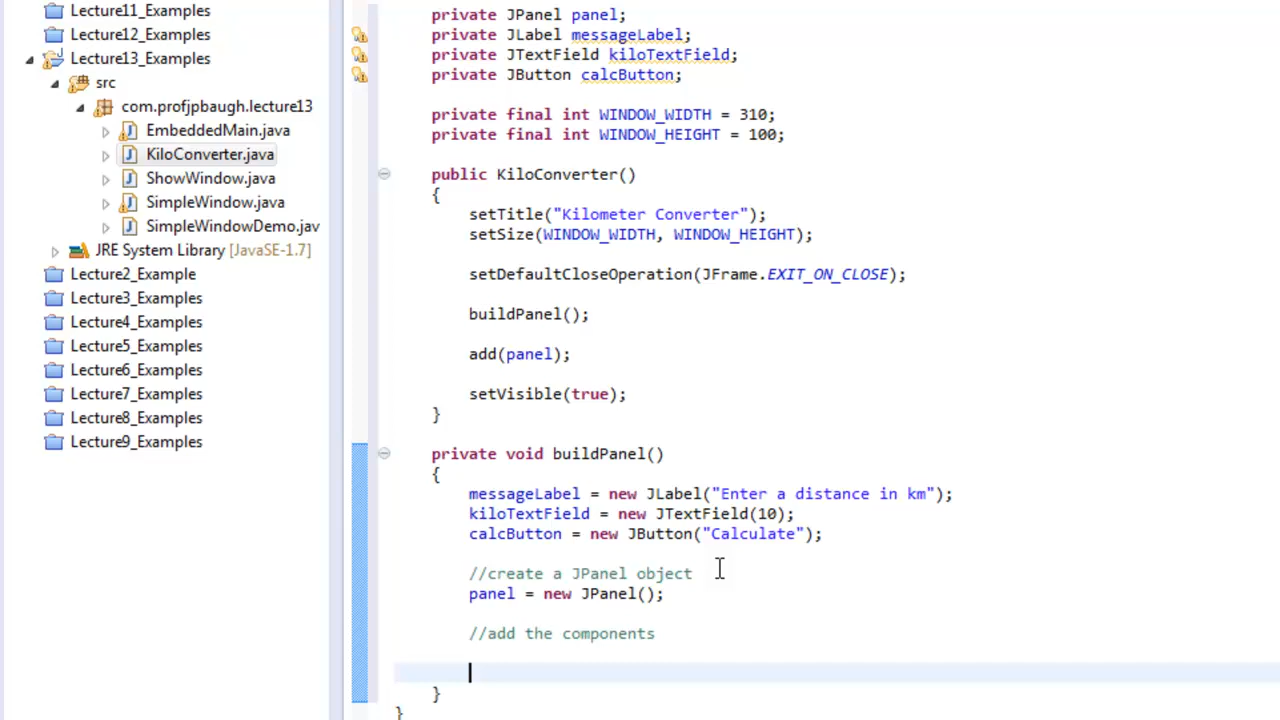 Lecture11_Examples
Lecture12_Examples
Lecture13_Examples
src
com.profjpbaugh.lecture13
EmbeddedMain.java
KiloConverter.java
ShowWindow.java
SimpleWindow.java
SimpleWindowDemo.jav
JRE System Library [JavaSE-1.7]
Lecture2_Example
Lecture3_Examples
Lecture4_Examples
Lecture5_Examples
Lecture6_Examples
Lecture7_Examples
Lecture8_Examples
Lecture9_Examples
private JPanel panel;
private JLabel messageLabel;
private JTextField kiloTextField;
private JButton calcButton;
private final int WINDOW_WIDTH = 310;
private final int WINDOW_HEIGHT = 100;
public KiloConverter()
{
setTitle("Kilometer Converter");
setSize(WINDOW_WIDTH, WINDOW_HEIGHT);
setDefaultCloseOperation(JFrame.EXIT_ON_CLOSE);
buildPanel();
add(panel);
setVisible(true);
}
private void buildPanel()
{
messageLabel = new JLabel("Enter a distance in km");
kiloTextField = new JTextField(10);
calcButton = new JButton("Calculate");
//create a JPanel object
panel = new JPanel();
//add the components
}
}